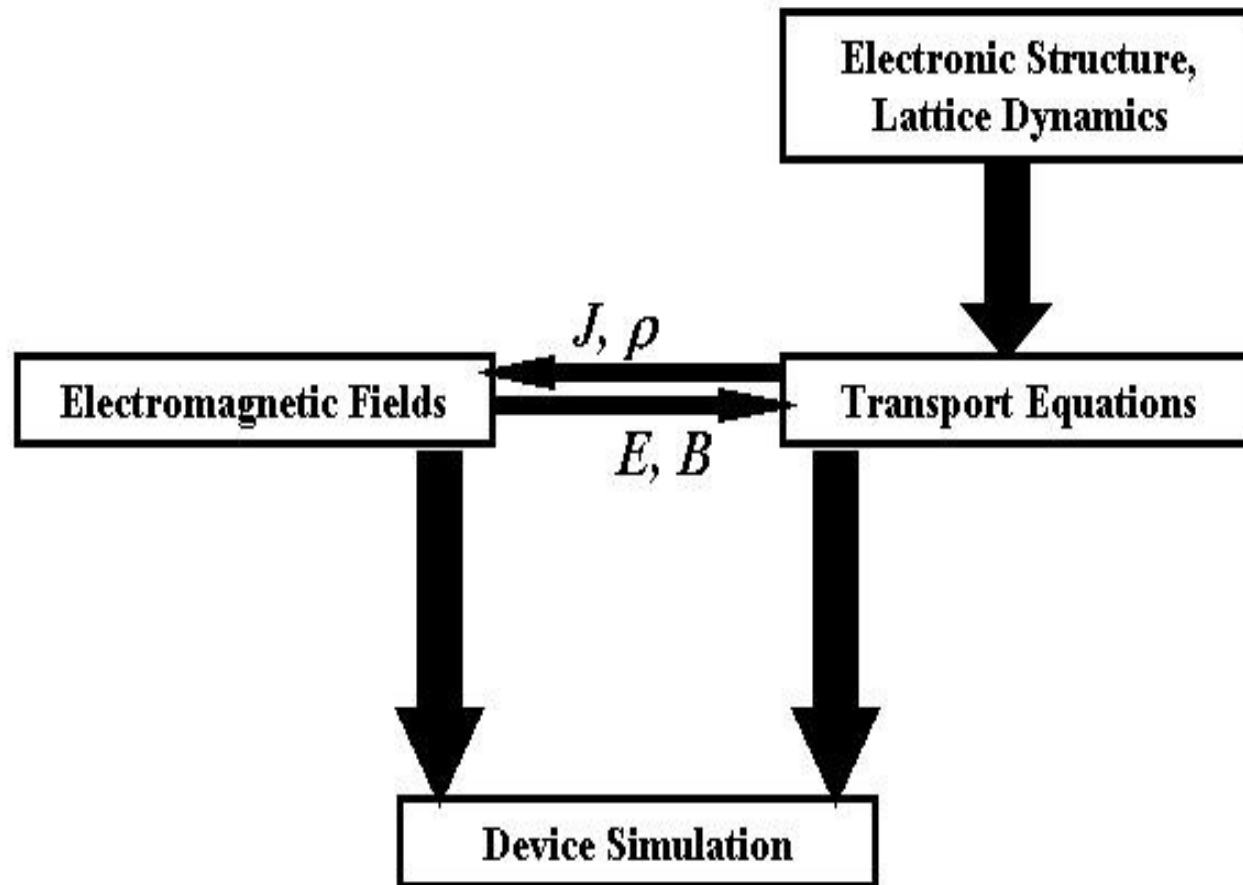 Electronic Structure,
Lattice Dynamics
J, ρ
Electromagnetic Fields
Transport Equations
E, B
Device Simulation